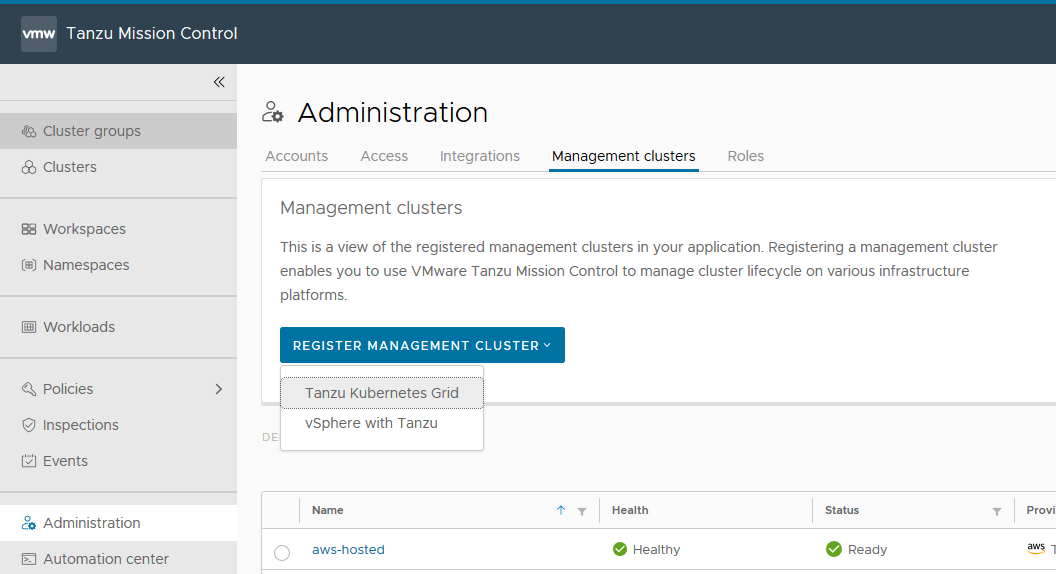 vmw Tanzu Mission Control
Cluster groups
Clusters
Workspaces
Namespaces
Workloads
Policies
Inspections
Events
Administration
Automation center
Administration
Accounts Access Integrations Management clusters Roles
Management clusters
This is a view of the registered management clusters in your application. Registering a management cluster
enables you to use VMware Tanzu Mission Control to manage cluster lifecycle on various infrastructure
platforms.
REGISTER MANAGEMENT CLUSTER
Tanzu Kubernetes Grid
vSphere with Tanzu
DE
Name Health Status Provi
aws-hosted Healthy Ready aws T